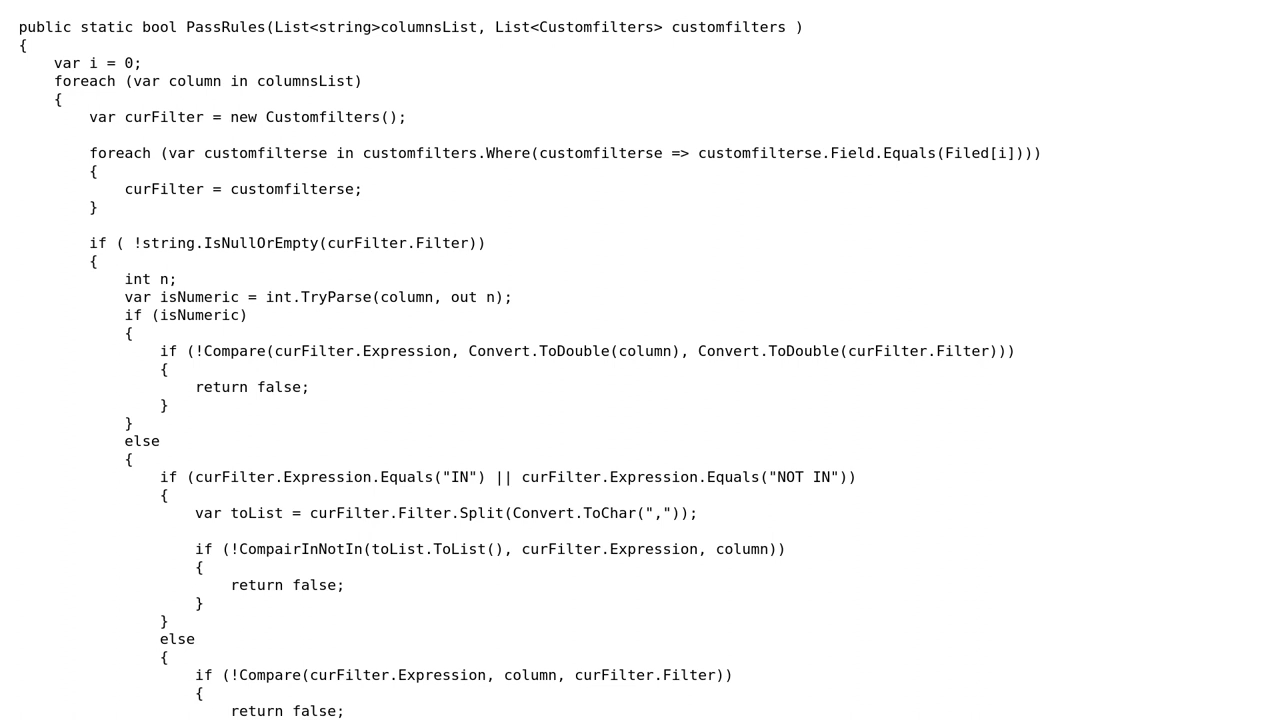 public static bool PassRules(List<string>columnsList, List<Customfilters> customfilters )
{
    var i = 0;
    foreach (var column in columnsList)
    {
        var curFilter = new Customfilters();

        foreach (var customfilterse in customfilters.Where(customfilterse => customfilterse.Field.Equals(Filed[i])))
        {
            curFilter = customfilterse;
        }

        if ( !string.IsNullOrEmpty(curFilter.Filter))
        {
            int n;
            var isNumeric = int.TryParse(column, out n);
            if (isNumeric)
            {
                if (!Compare(curFilter.Expression, Convert.ToDouble(column), Convert.ToDouble(curFilter.Filter)))
                {
                    return false;
                }
            }
            else
            {
                if (curFilter.Expression.Equals("IN") || curFilter.Expression.Equals("NOT IN"))
                {
                    var toList = curFilter.Filter.Split(Convert.ToChar(","));

                    if (!CompairInNotIn(toList.ToList(), curFilter.Expression, column))
                    {
                        return false;
                    }
                }
                else
                {
                    if (!Compare(curFilter.Expression, column, curFilter.Filter))
                    {
                        return false;